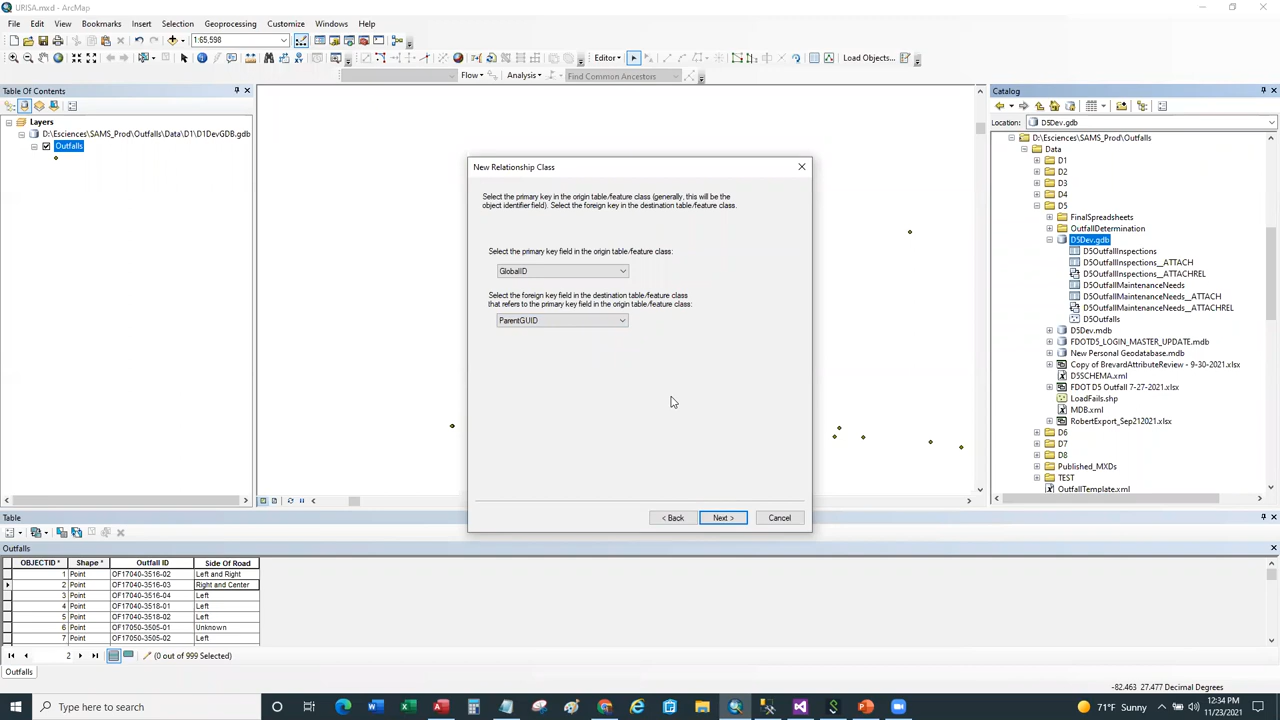 URISA.mxd - ArcMap
File Edit View Bookmarks Insert Selection Geoprocessing Customize Windows Help
1:65,598
Editor
Load Objects...
Flow
Analysis
Find Common Ancestors
Table Of Contents
Layers
D:\Esciences\SAMS_Prod\Outfalls\Data\D1\D1DevGDB.gdb
Outfalls
New Relationship Class
Select the primary key in the origin table/feature class (generally, this will be the
object identifier field). Select the foreign key in the destination table/feature class.
Select the primary key field in the origin table/feature class:
GlobalID
Select the foreign key field in the destination table/feature class
that refers to the primary key field in the origin table/feature class:
ParentGUID
< Back Next > Cancel
Catalog
Location: D5Dev.gdb
D:\Esciences\SAMS_Prod\Outfalls
Data
D1
D2
D3
D4
D5
FinalSpreadsheets
OutfallDetermination
D5Dev.gdb
D5OutfallInspections
D5OutfallInspections__ATTACH
D5OutfallInspections__ATTACHREL
D5OutfallMaintenanceNeeds
D5OutfallMaintenanceNeeds__ATTACH
D5OutfallMaintenanceNeeds__ATTACHREL
D5Outfalls
D5Dev.mdb
FDOTD5_LOGIN_MASTER_UPDATE.mdb
New Personal Geodatabase.mdb
Copy of BrevardAttributeReview - 9-30-2021.xlsx
D5SCHEMA.xml
FDOT D5 Outfall 7-27-2021.xlsx
LoadFails.shp
MDB.xml
RobertExport_Sep212021.xlsx
D6
D7
D8
Published_MXDs
TEST
OutfallTemplate.xml
Table
Outfalls
OBJECTID * Shape * Outfall ID Side Of Road
1 Point OF17040-3516-02 Left and Right
2 Point OF17040-3516-03 Right and Center
3 Point OF17040-3516-04 Left
4 Point OF17040-3518-01 Left
5 Point OF17040-3518-02 Left
6 Point OF17050-3505-01 Unknown
7 Point OF17050-3505-02 Left
2 (0 out of 999 Selected)
Outfalls
-82.463 27.477 Decimal Degrees
Type here to search
71°F Sunny
12:34 PM
11/23/2021